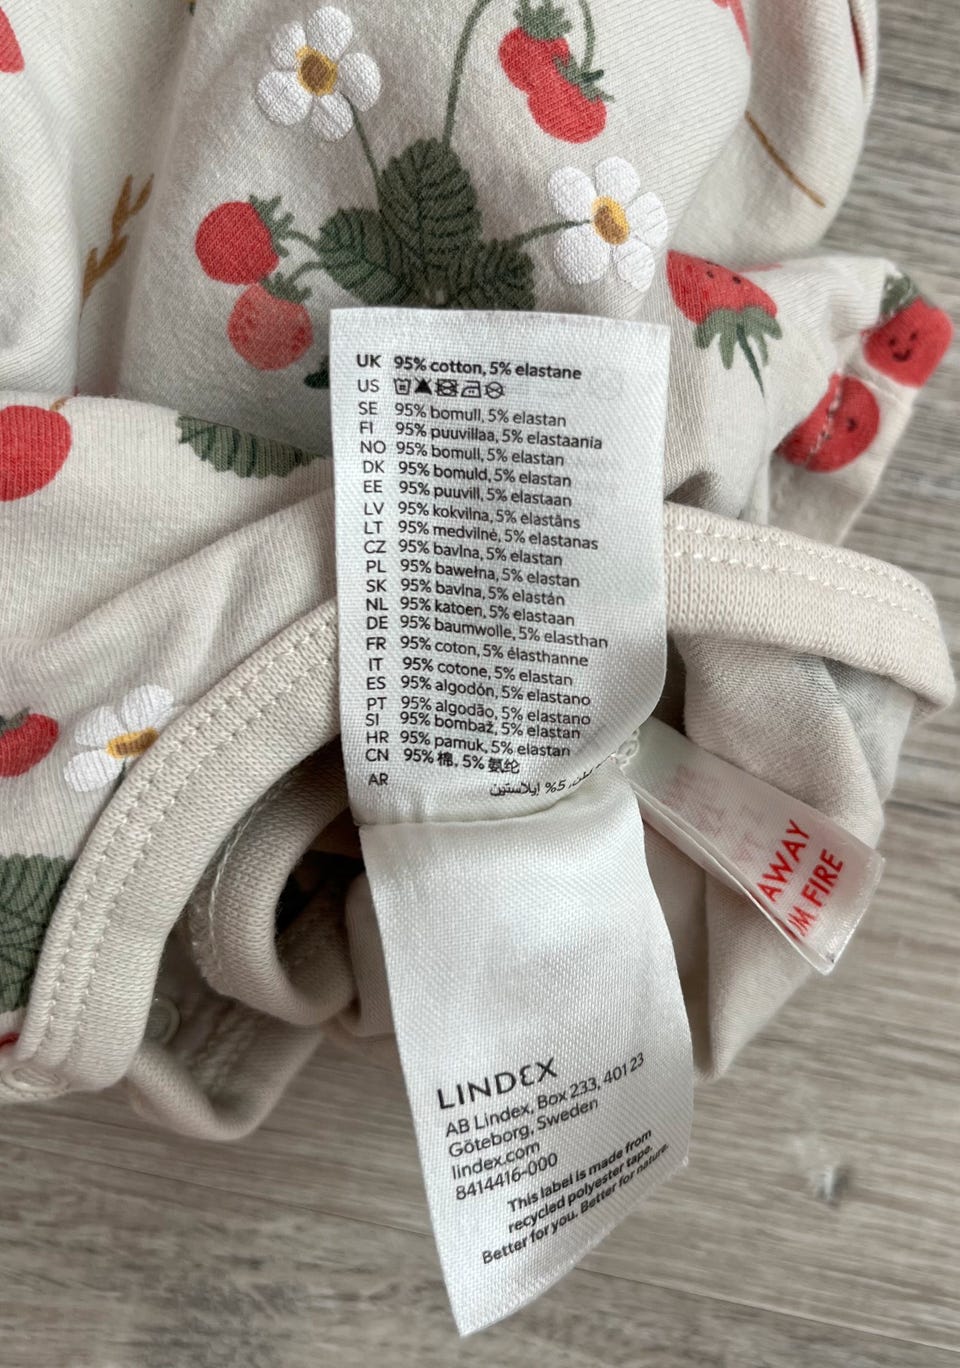 UK 95% cotton, 5% elastane
US
SE 95% bomull, 5% elastan
FI 95% puuvillaa, 5% elastaania
NO 95% bomull, 5% elastan
DK 95% bomuld, 5% elastan
EE 95% puuvill, 5% elastaan
LV 95% kokvilna, 5% elastāns
LT 95% medvilnė, 5% elastanas
CZ 95% bavlna, 5% elastan
PL 95% bawełna, 5% elastan
SK 95% bavlna, 5% elastán
NL 95% katoen, 5% elastaan
DE 95% baumwolle, 5% elasthan
FR 95% coton, 5% élasthanne
IT 95% cotone, 5% elastan
ES 95% algodón, 5% elastano
PT 95% algodão, 5% elastano
SI 95% bombaž, 5% elastan
HR 95% pamuk, 5% elastan
CN 95% 棉, 5% 氨纶
AR 5% إيلاستين
AWAY
FIRE
LINDEX
AB Lindex, Box 233, 401 23
Göteborg, Sweden
lindex.com
8414416-000
This label is made from
recycled polyester tape.
Better for you. Better for nature.